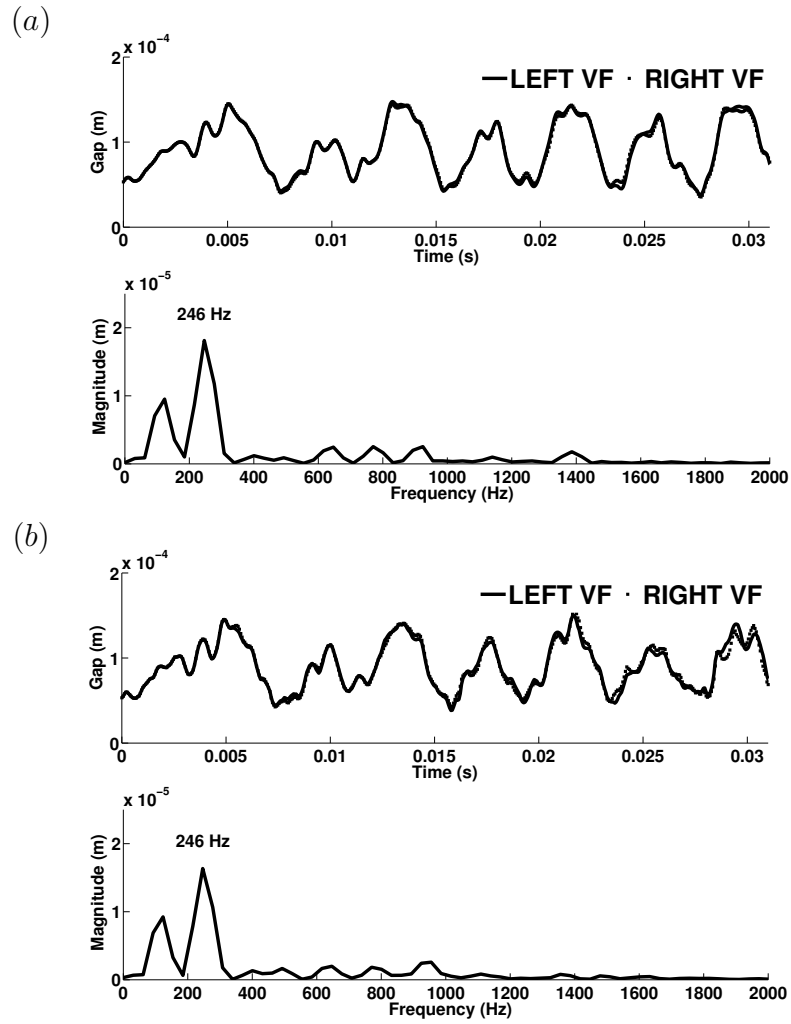 (a)
x 10⁻⁴
2
LEFT VF · RIGHT VF
Gap (m)
1
0
0 0.005 0.01 0.015 0.02 0.025 0.03
Time (s)
x 10⁻⁵
246 Hz
2
Magnitude (m)
1
0
0 200 400 600 800 1000 1200 1400 1600 1800 2000
Frequency (Hz)
(b)
x 10⁻⁴
2
LEFT VF · RIGHT VF
Gap (m)
1
0
0 0.005 0.01 0.015 0.02 0.025 0.03
Time (s)
x 10⁻⁵
246 Hz
2
Magnitude (m)
1
0
0 200 400 600 800 1000 1200 1400 1600 1800 2000
Frequency (Hz)